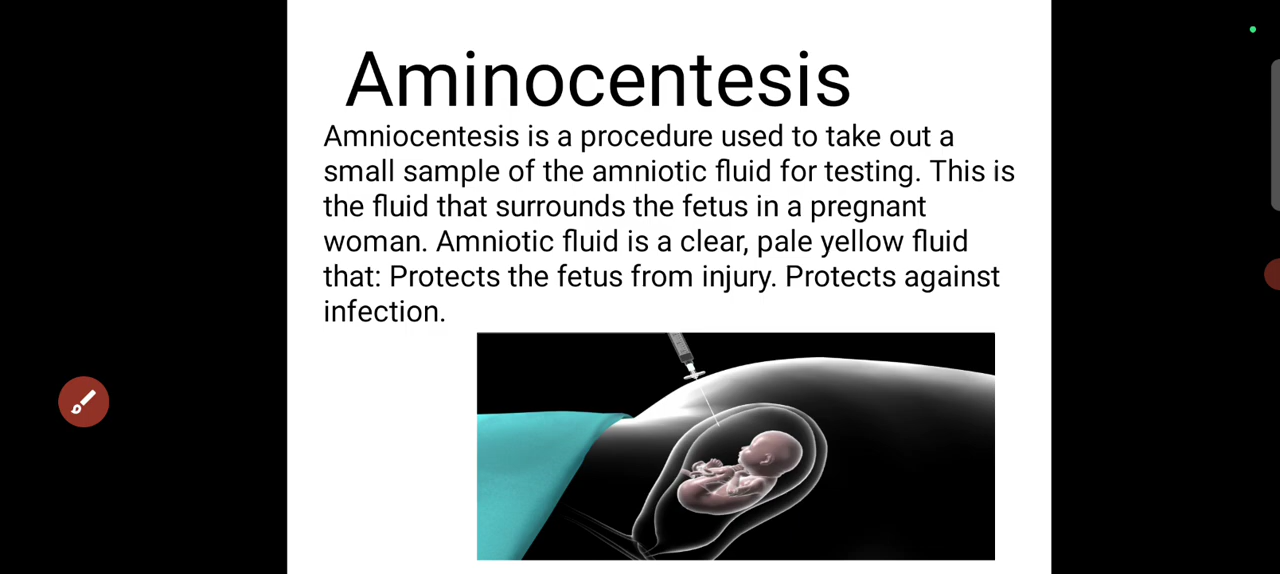 Aminocentesis
Amniocentesis is a procedure used to take out a
small sample of the amniotic fluid for testing. This is
the fluid that surrounds the fetus in a pregnant
woman. Amniotic fluid is a clear, pale yellow fluid
that: Protects the fetus from injury. Protects against
infection.